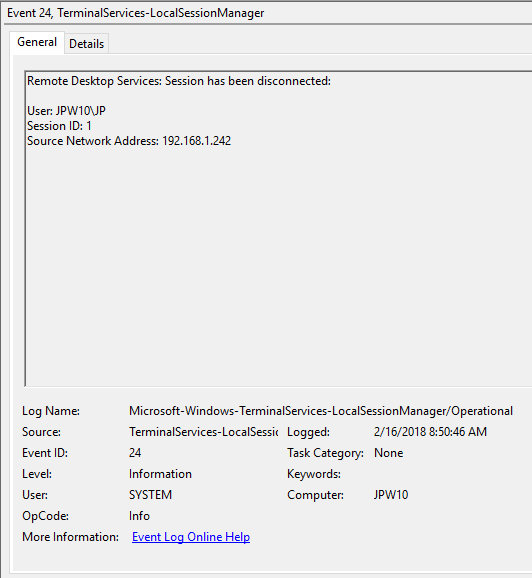 Event 24, TerminalServices-LocalSessionManager
General Details
Remote Desktop Services: Session has been disconnected:
User: JPW10\JP
Session ID: 1
Source Network Address: 192.168.1.242
Log Name: Microsoft-Windows-TerminalServices-LocalSessionManager/Operational
Source: TerminalServices-LocalSessic Logged: 2/16/2018 8:50:46 AM
Event ID: 24 Task Category: None
Level: Information Keywords:
User: SYSTEM Computer: JPW10
OpCode: Info
More Information: Event Log Online Help